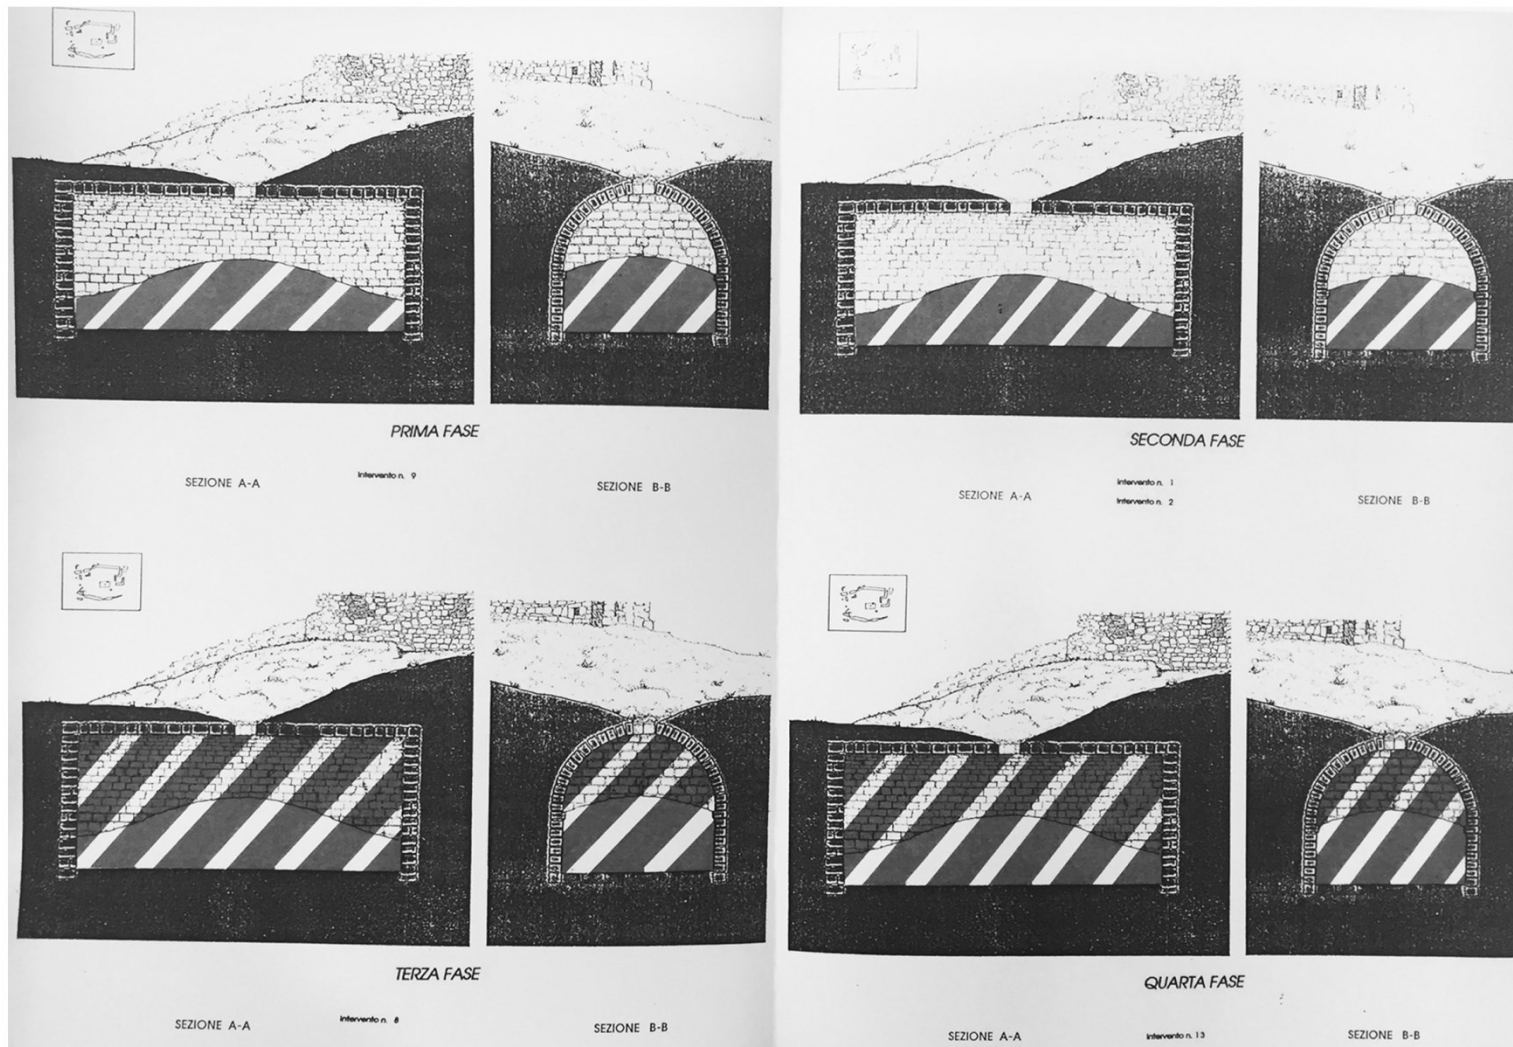 PRIMA FASE
SEZIONE A-A
Intervento n. 9
SEZIONE B-B
SECONDA FASE
SEZIONE A-A
Intervento n. 1
Intervento n. 2
SEZIONE B-B
TERZA FASE
SEZIONE A-A
Intervento n. 8
SEZIONE B-B
QUARTA FASE
SEZIONE A-A
Intervento n. 13
SEZIONE B-B